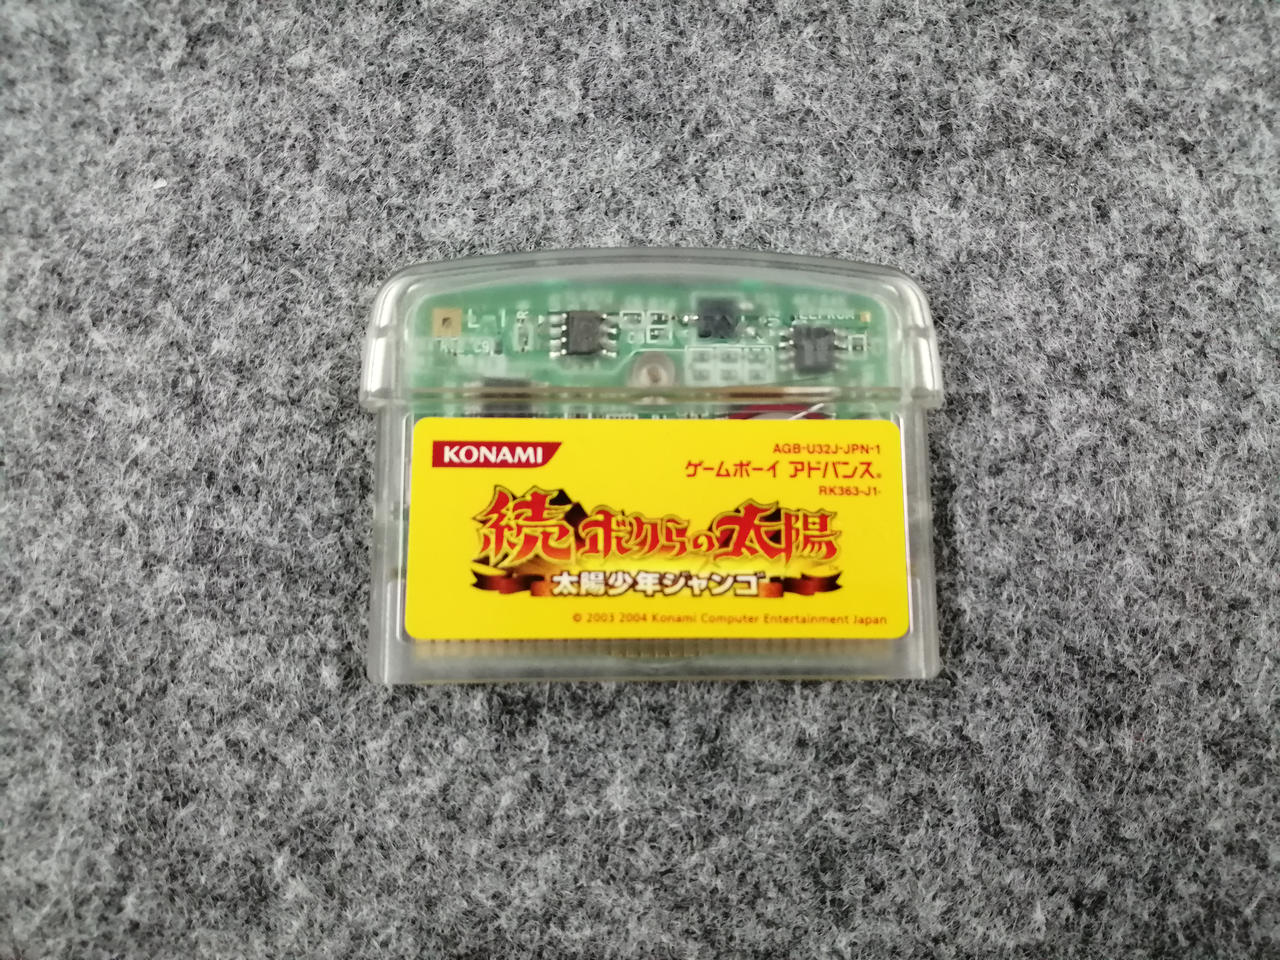 EEPROM
L-I
C9
KONAMI
AGB-U32J-JPN-1
ゲームボーイ アドバンス®
RK363-J1-
続・ボクらの太陽
太陽少年ジャンゴ
© 2003 2004 Konami Computer Entertainment Japan